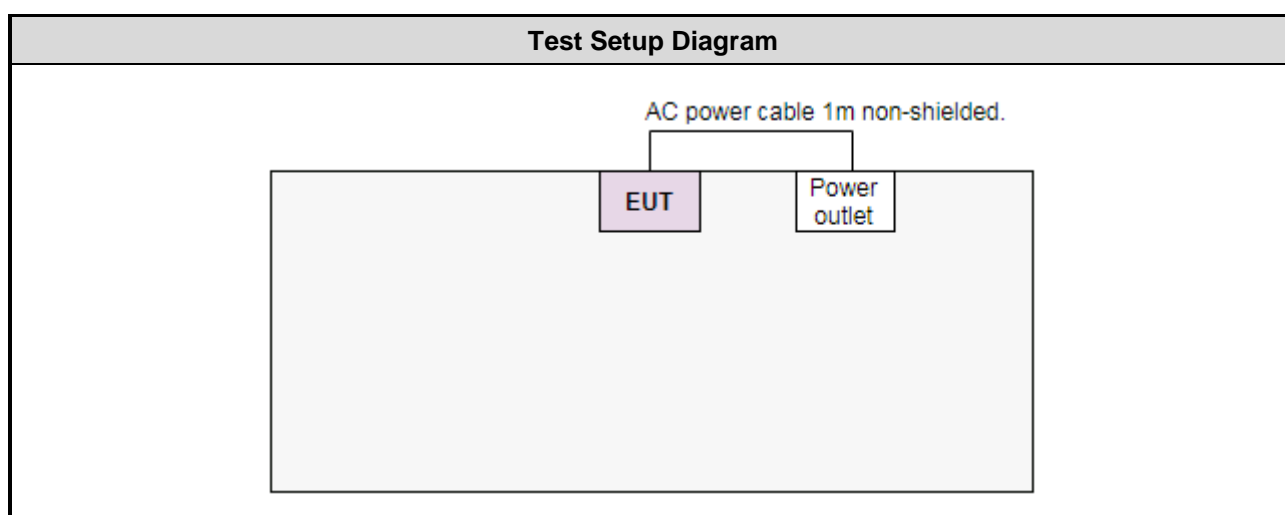 Test Setup Diagram
AC power cable 1m non-shielded.
EUT
Power
outlet